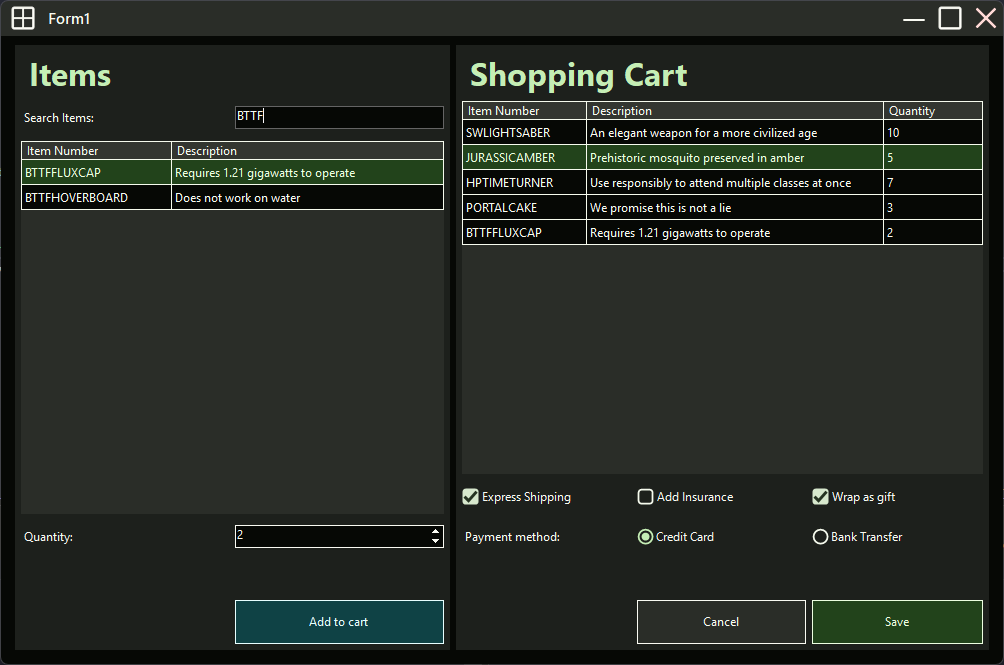 Form1
Items
Search Items: BTTF
Item Number Description
BTTFFLUXCAP Requires 1.21 gigawatts to operate
BTTFHOVERBOARD Does not work on water
Quantity: 2
Add to cart
Shopping Cart
Item Number Description Quantity
SWLIGHTSABER An elegant weapon for a more civilized age 10
JURASSICAMBER Prehistoric mosquito preserved in amber 5
HPTIMETURNER Use responsibly to attend multiple classes at once 7
PORTALCAKE We promise this is not a lie 3
BTTFFLUXCAP Requires 1.21 gigawatts to operate 2
Express Shipping Add Insurance Wrap as gift
Payment method: Credit Card Bank Transfer
Cancel Save